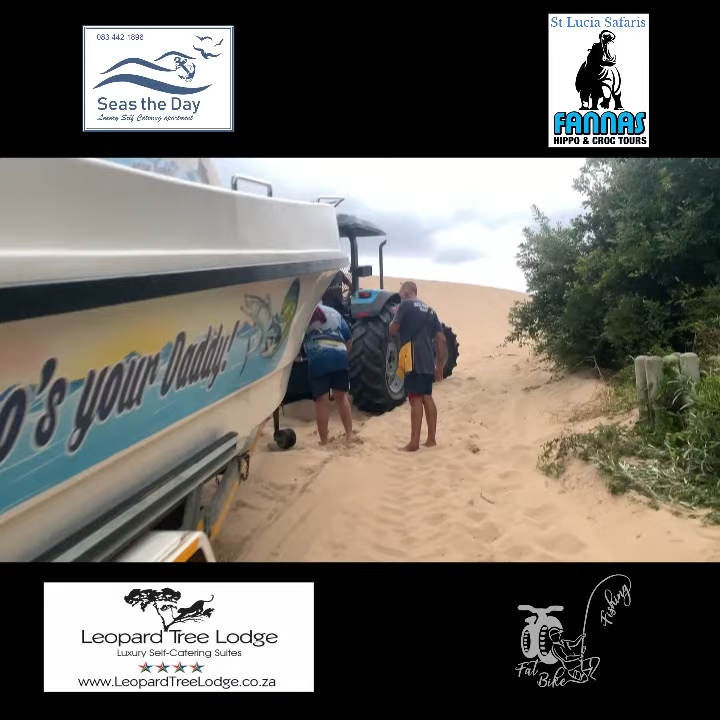 083 442 1898
Seas the Day
Luxury Self Catering apartment
St Lucia Safaris
FANNAS
HIPPO & CROC TOURS
o's your Daddy!
Leopard Tree Lodge
Luxury Self-Catering Suites
www.LeopardTreeLodge.co.za
Fishing
Fat
Bike